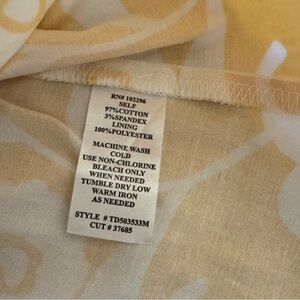 RN# 102296
SELF
97%COTTON
3%SPANDEX
LINING
100%POLYESTER
MACHINE WASH
COLD
USE NON-CHLORINE
BLEACH ONLY
WHEN NEEDED
TUMBLE DRY LOW
WARM IRON
AS NEEDED
STYLE # TD503533M
CUT # 37685